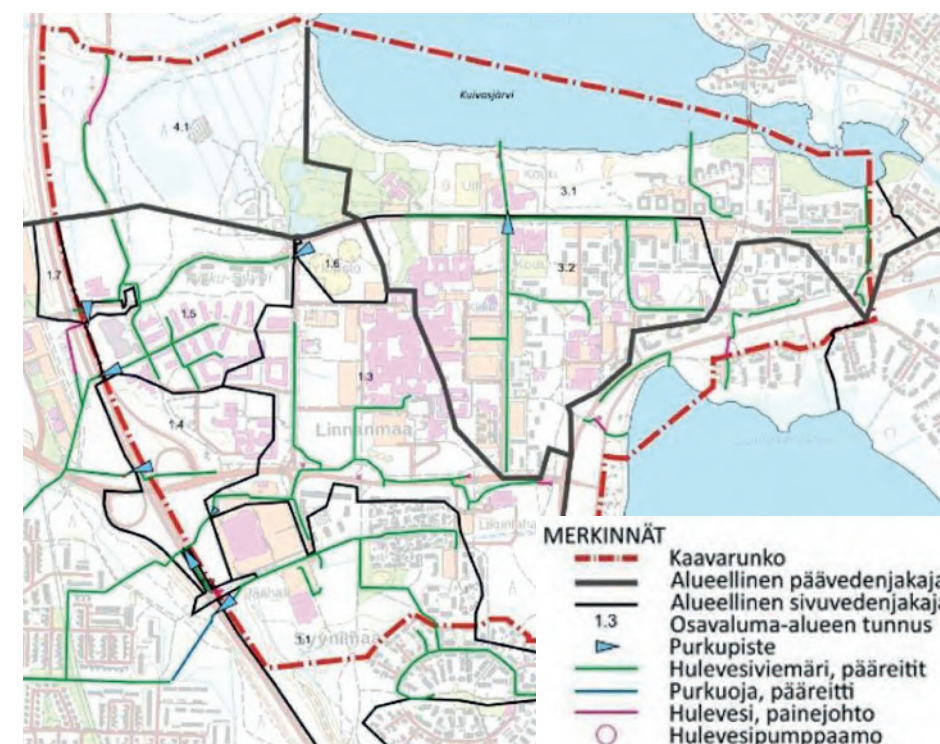 Kuivasjärvi
4.1
3.1
1.6
3.2
1.7
1.5
1.3
Linnanmaa
1.4
MERKINNÄT
Kaavarunko
Alueellinen päävedenjakaja
Alueellinen sivuvedenjakaja
1.3 Osavaluma-alueen tunnus
Purkupiste
Hulevesiviemäri, pääreitit
Purkuoja, pääreitti
Hulevesi, painejohto
Hulevesipumppaamo